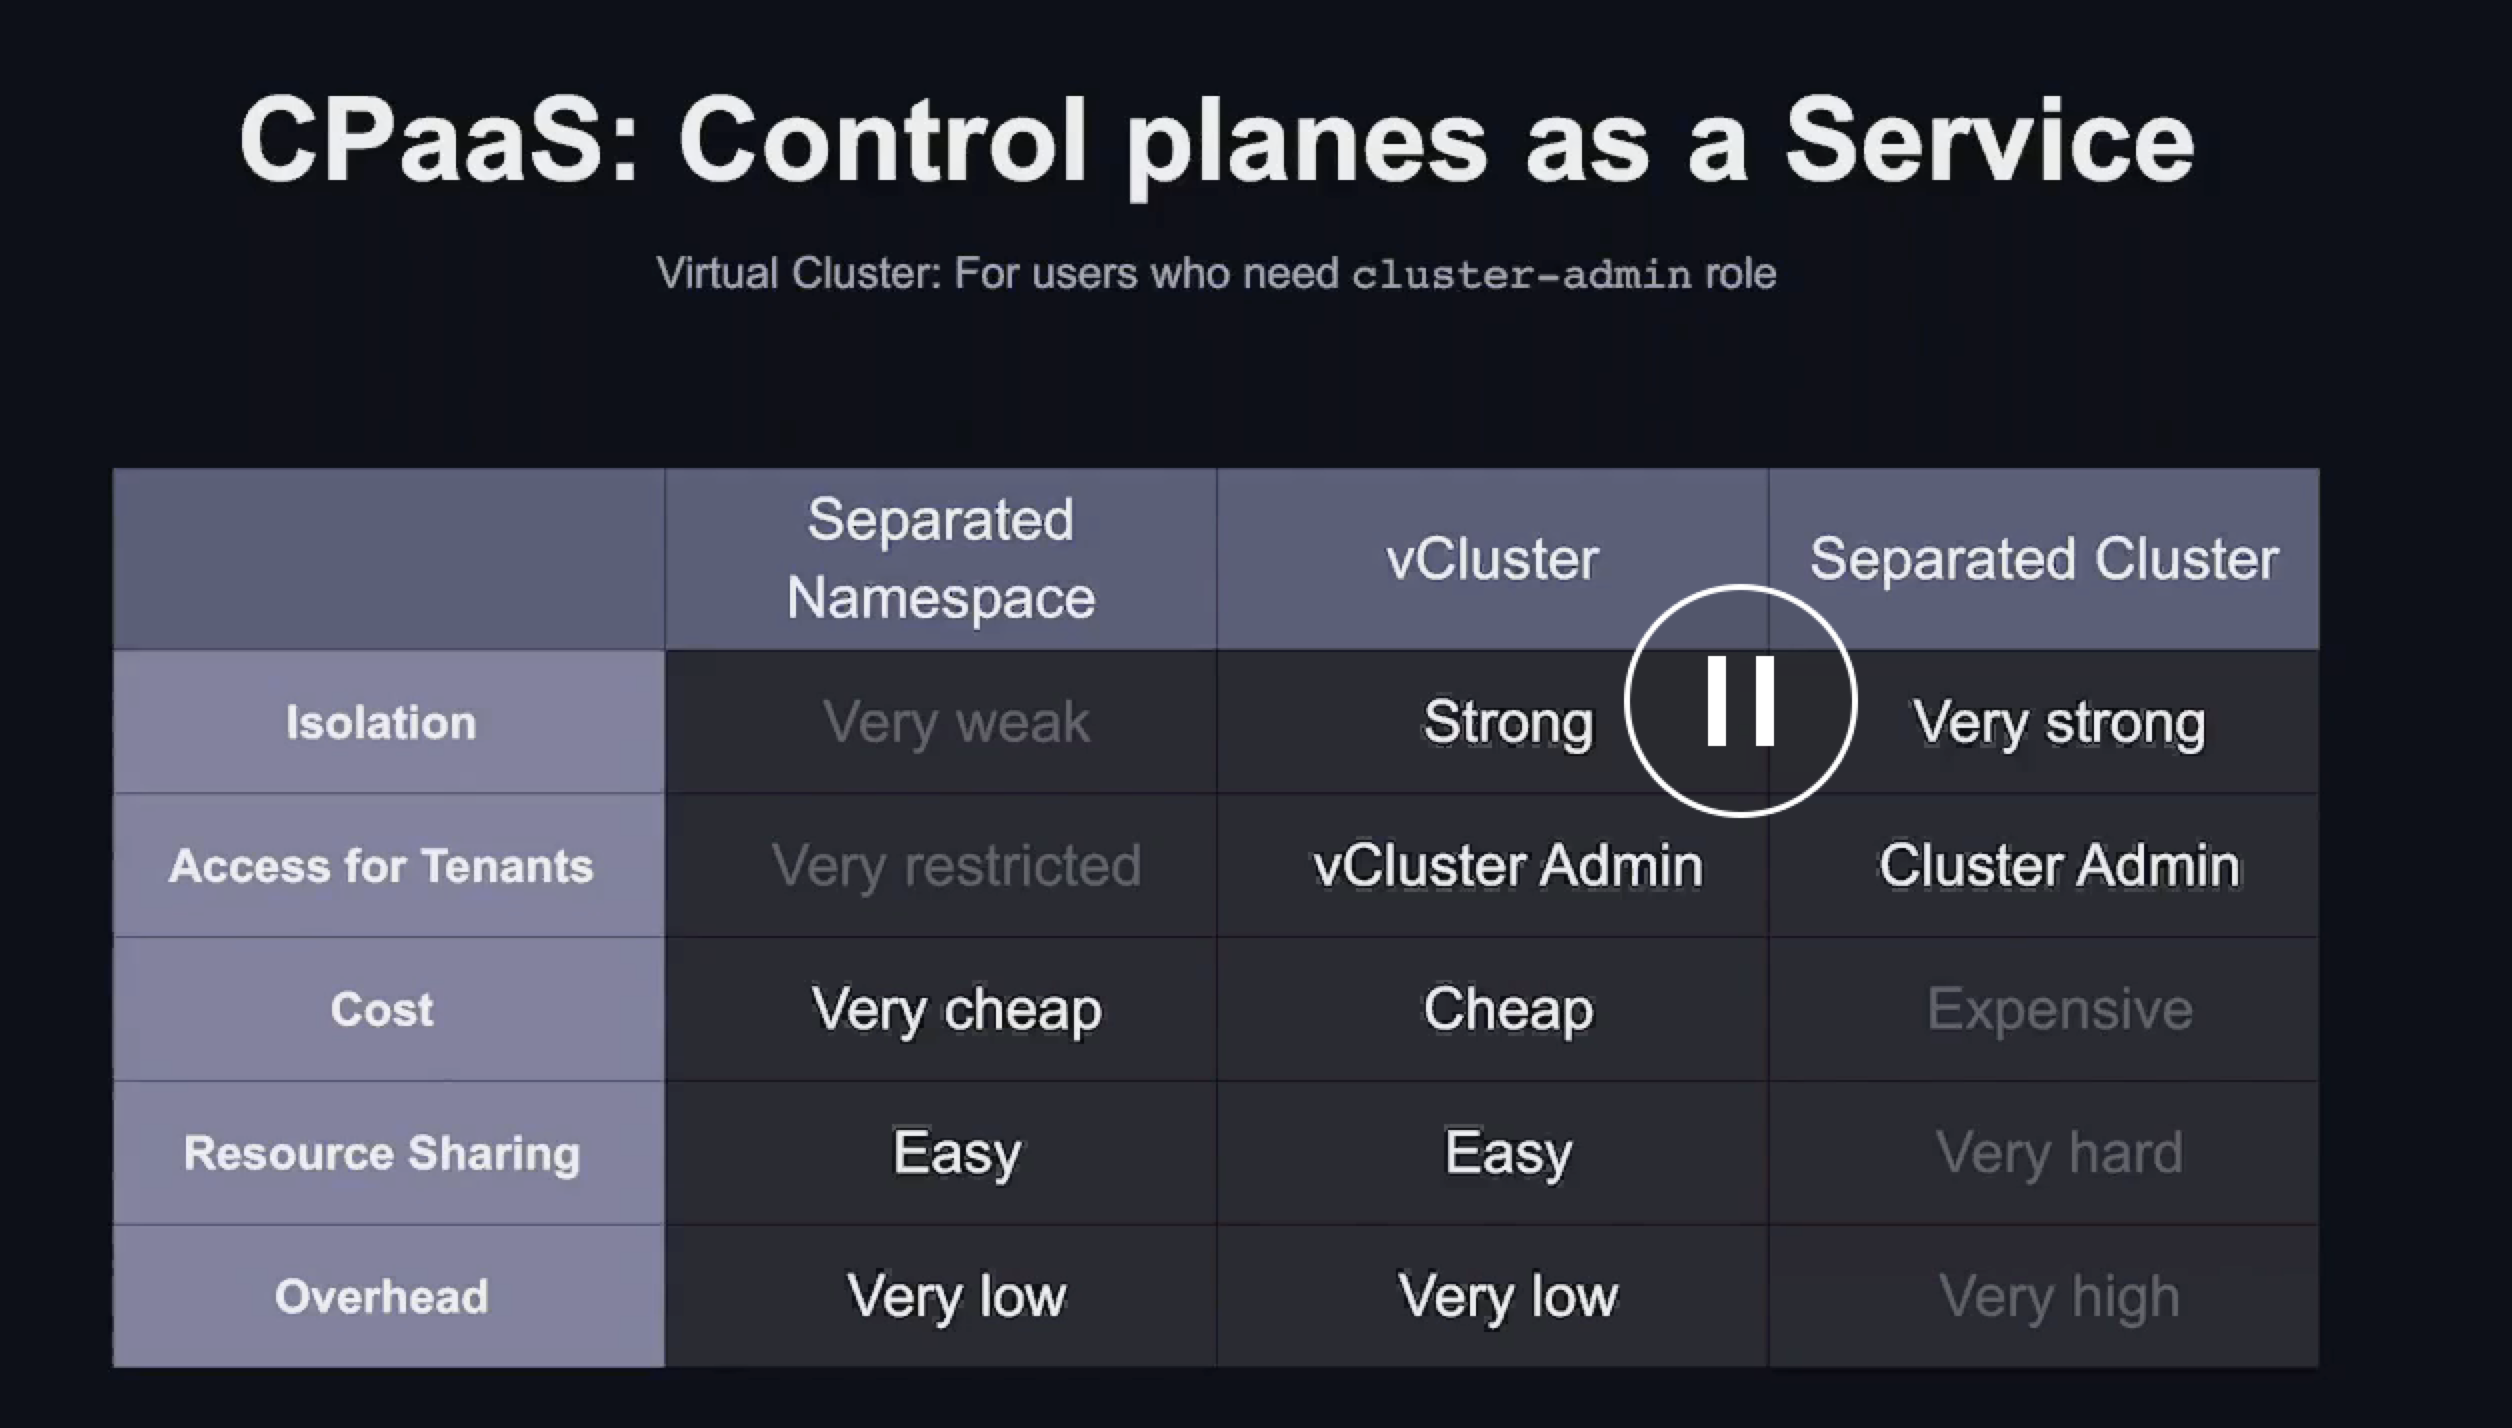 CPaaS: Control planes as a Service
Virtual Cluster: For users who need cluster-admin role
Separated
Namespace
vCluster
Separated Cluster
Isolation
Very weak
Strong
Very strong
Access for Tenants
Very restricted
vCluster Admin
Cluster Admin
Cost
Very cheap
Cheap
Expensive
Resource Sharing
Easy
Easy
Very hard
Overhead
Very low
Very low
Very high